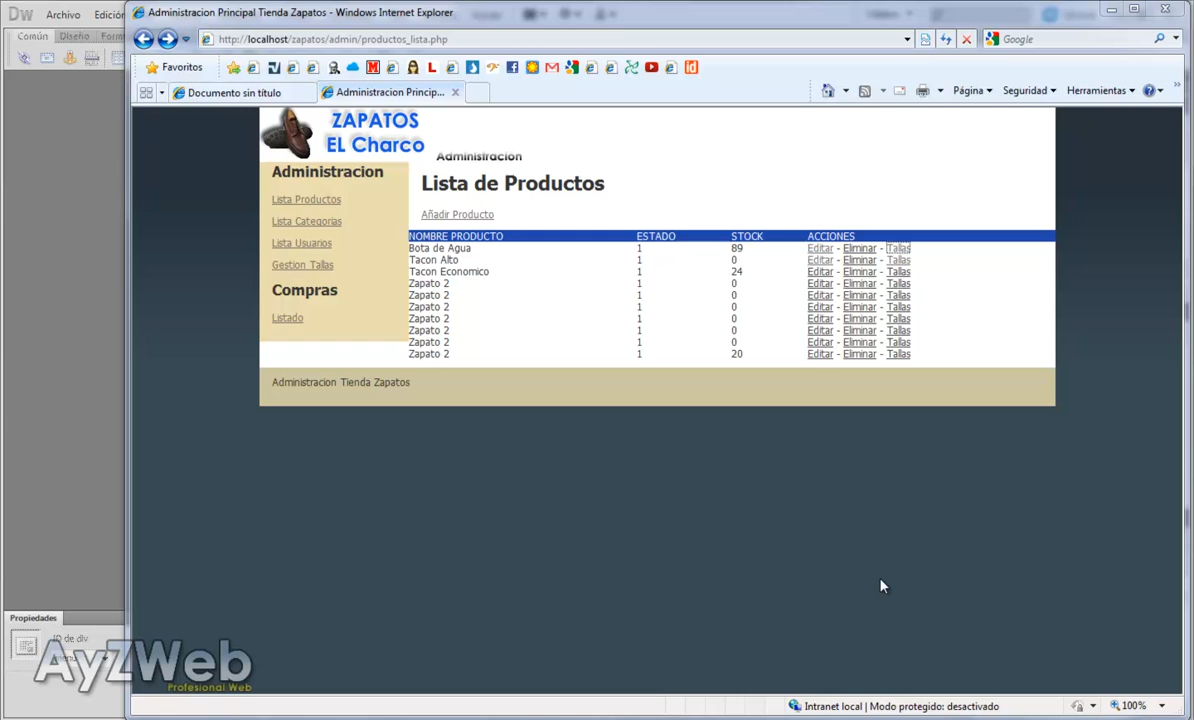 Administracion Principal Tienda Zapatos - Windows Internet Explorer
Dw Archivo Edición
Común Diseño Form
http://localhost/zapatos/admin/productos_lista.php
Google
Favorites
Documento sin título
Administracion Princip...
Página
Seguridad
Herramientas
ZAPATOS
EL Charco
Administracion
Administracion
Lista Productos
Lista Categorias
Lista Usuarios
Gestion Tallas
Compras
Listado
Lista de Productos
Añadir Producto
NOMBRE PRODUCTO ESTADO STOCK ACCIONES
Bota de Agua 1 89 Editar - Eliminar - Tallas
Tacon Alto 1 0 Editar - Eliminar - Tallas
Tacon Economico 1 24 Editar - Eliminar - Tallas
Zapato 2 1 0 Editar - Eliminar - Tallas
Zapato 2 1 0 Editar - Eliminar - Tallas
Zapato 2 1 0 Editar - Eliminar - Tallas
Zapato 2 1 0 Editar - Eliminar - Tallas
Zapato 2 1 0 Editar - Eliminar - Tallas
Zapato 2 1 0 Editar - Eliminar - Tallas
Zapato 2 1 20 Editar - Eliminar - Tallas
Administracion Tienda Zapatos
Propiedades
ID de div
AyZWeb
Profesional Web
Intranet local | Modo protegido: desactivado
100%